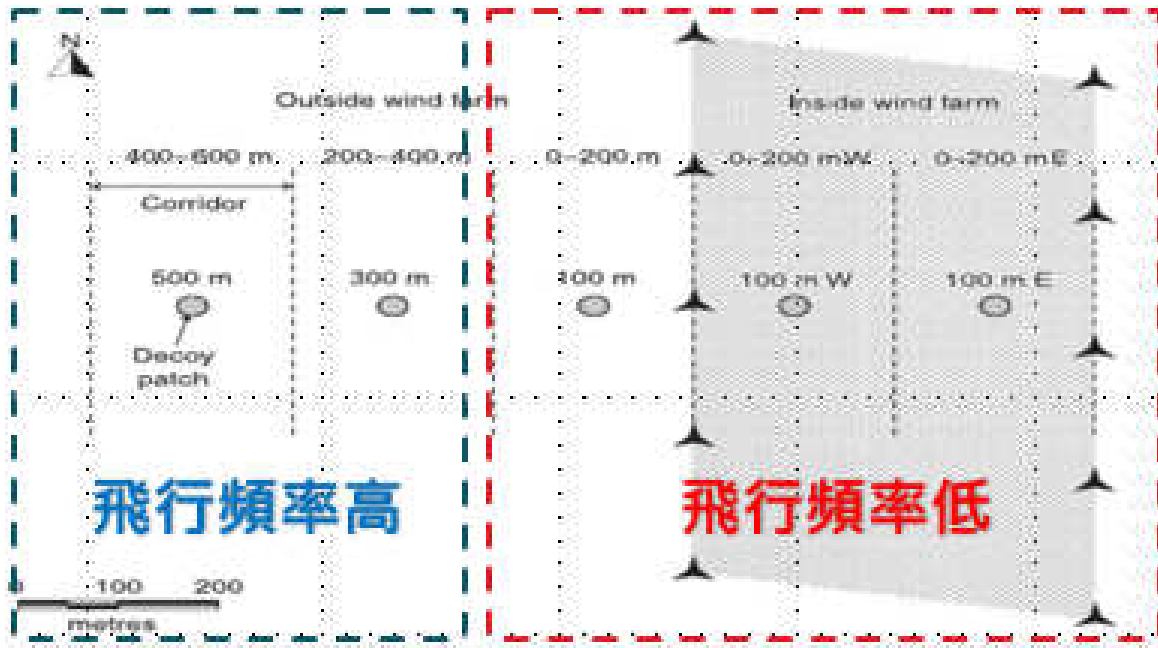 N
Outside wind farm
Inside wind farm
400–600 m
200–400 m
0–200 m
0–200 mW
0–200 mE
Corridor
500 m
300 m
100 m
100 m W
100 m E
Decoy
patch
飛行頻率高
飛行頻率低
0 100 200
metres